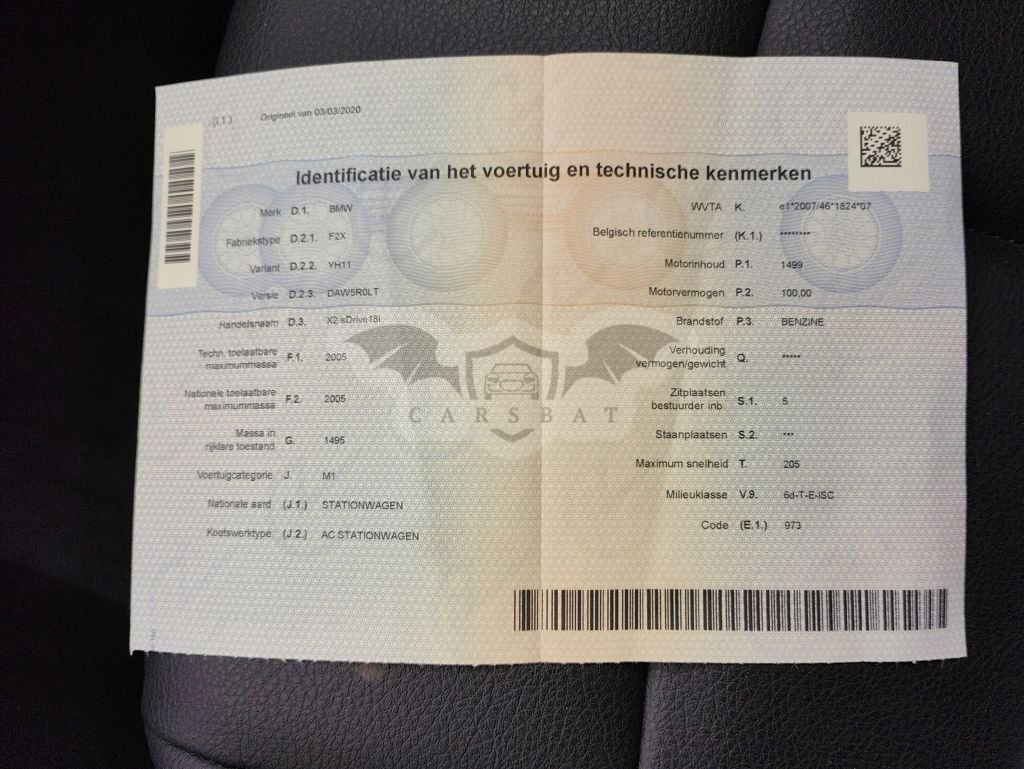 (I.1.) Origineel van 03/03/2020
Identificatie van het voertuig en technische kenmerken
Merk D.1. BMW
Fabriekstype D.2.1. F2X
Variant D.2.2. YH11
Versie D.2.3. DAW5R0LT
Handelsnaam D.3. X2 sDrive18i
Techn. toelaatbare
maximummassa F.1. 2005
Nationale toelaatbare
maximummassa F.2. 2005
Massa in
rijklare toestand G. 1495
Voertuigcategorie J. M1
Nationale aard (J.1.) STATIONWAGEN
Koetswerktype (J.2.) AC STATIONWAGEN
WVTA K. e1*2007/46*1824*07
Belgisch referentienummer (K.1.) ********
Motorinhoud P.1. 1499
Motorvermogen P.2. 100,00
Brandstof P.3. BENZINE
Verhouding
vermogen/gewicht Q. *****
Zitplaatsen
bestuurder inb. S.1. 5
Staanplaatsen S.2. ***
Maximum snelheid T. 205
Milieuklasse V.9. 6d-T-E-ISC
Code (E.1.) 973
CARSBAT